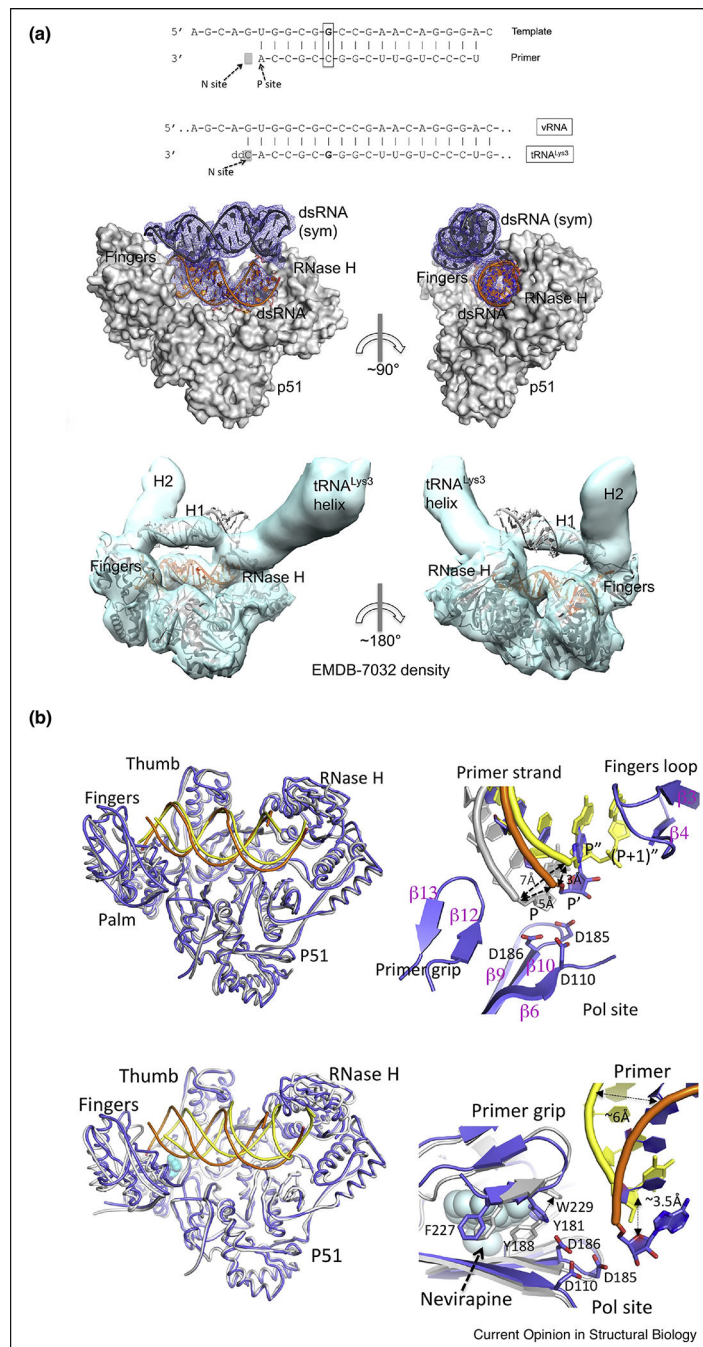 (a)
5' A-G-C-A-G-U-G-G-C-G-G-C-C-G-A-A-C-A-G-G-G-A-C Template
3' A-C-C-G-C-C-G-G-C-U-U-G-U-C-C-C-U Primer
N site P site
5'..A-G-C-A-G-U-G-G-C-G-C-C-C-G-A-A-C-A-G-G-G-A-C-.. vRNA
3' ddC-A-C-C-G-C-G-G-G-C-U-U-G-U-C-C-C-U-G-.. tRNALys3
N site
dsRNA dsRNA (sym)
(sym)
Fingers RNase H Fingers RNase H
dsRNA dsRNA
p51 p51
~90°
H2 tRNALys3 tRNALys3 H2
helix helix
H1 H1
Fingers RNase H RNase H Fingers
~180°
EMDB-7032 density
(b)
Thumb
Fingers RNase H
Palm
P51
Primer strand Fingers loop
β3
β4
P" (P+1)"
7Å 3Å
β13 P 5Å P'
β12
D186 D185
Primer grip β9 β10 D110
β6 Pol site
Thumb RNase H
Fingers
P51
Primer
Primer grip ~6Å
~3.5Å
W229
F227 Y181
Y188 D186
D185
D110
Nevirapine Pol site
Current Opinion in Structural Biology